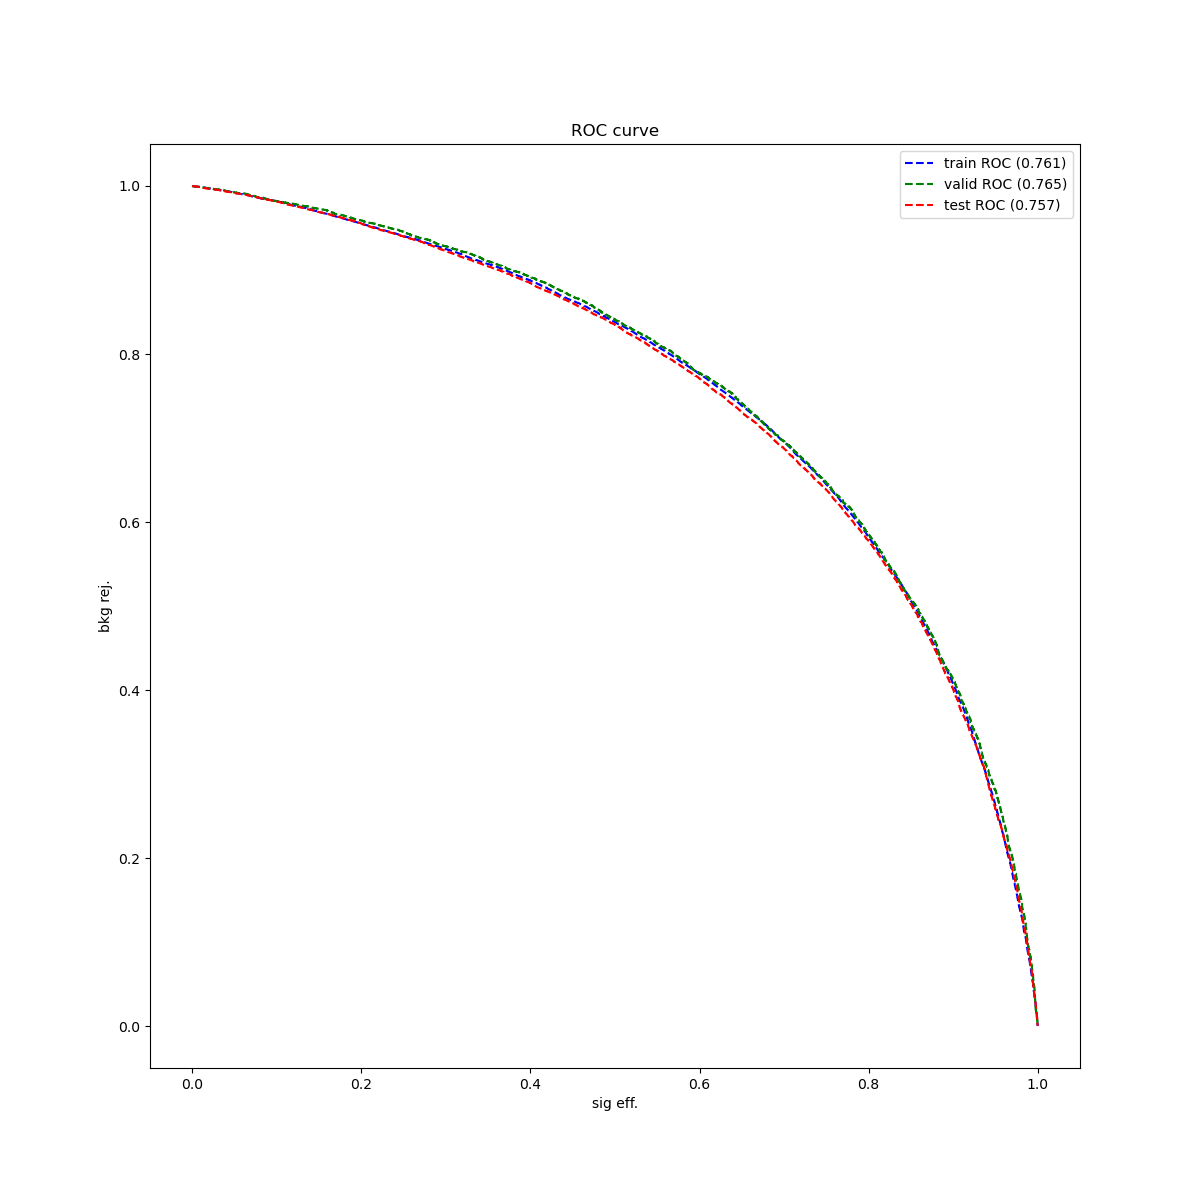 ROC curve
train ROC (0.761)
valid ROC (0.765)
test ROC (0.757)
1.0
0.8
0.6
0.4
0.2
0.0
bkg rej.
0.0 0.2 0.4 0.6 0.8 1.0
sig eff.